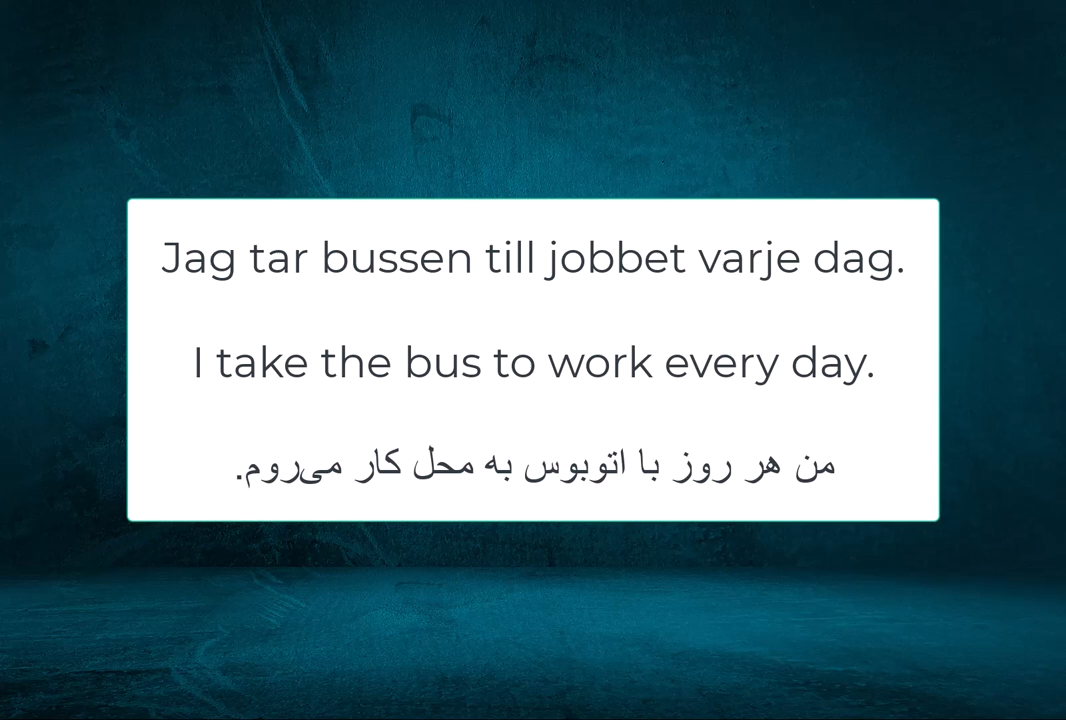 Jag tar bussen till jobbet varje dag.
I take the bus to work every day.
من هر روز با اتوبوس به محل کار می‌روم.